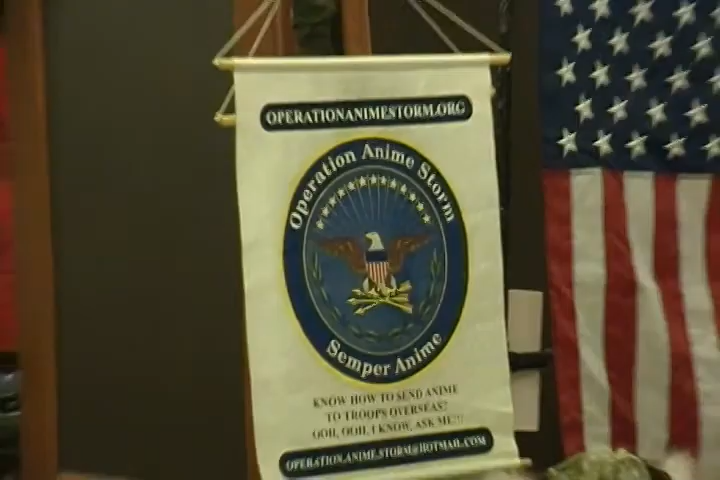 OPERATIONANIMESTORM.ORG
Operation Anime Storm
Semper Anime
KNOW HOW TO SEND ANIME
TO TROOPS OVERSEAS?
OOH, OOH, I KNOW, ASK ME!!!
OPERATION.ANIME.STORM@HOTMAIL.COM